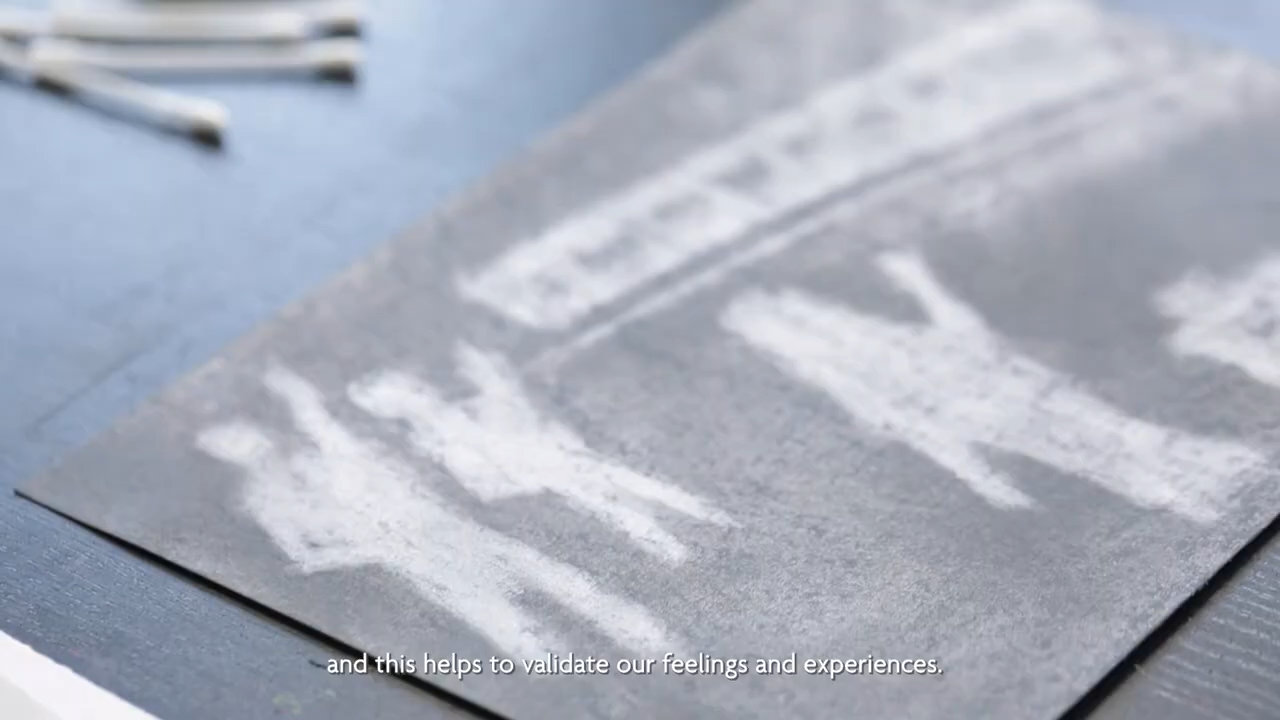 and this helps to validate our feelings and experiences.